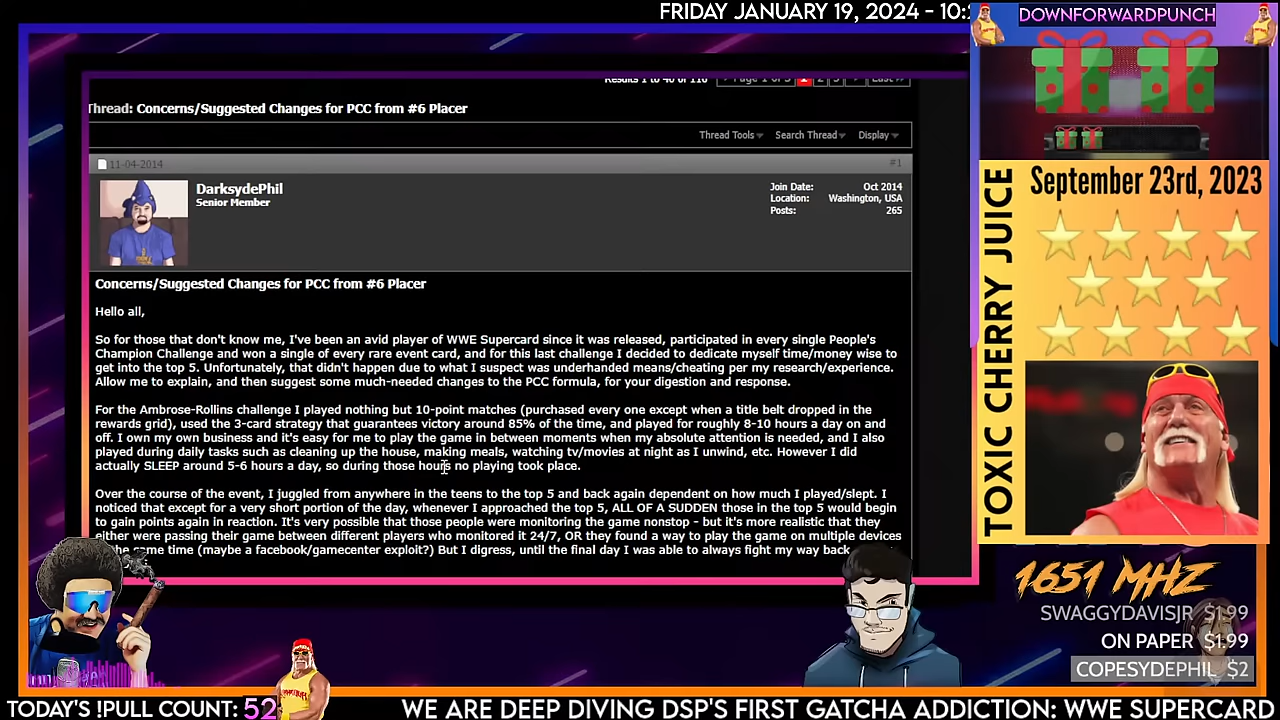 FRIDAY JANUARY 19, 2024 - 10:
DOWNFORWARDPUNCH
Results 1 to 40 of 116
Page 1 of 3
1
2
3
Last
Thread: Concerns/Suggested Changes for PCC from #6 Placer
Thread Tools
Search Thread
Display
11-04-2014
#1
DarksydePhil
Senior Member
Join Date: Oct 2014
Location: Washington, USA
Posts: 265
Concerns/Suggested Changes for PCC from #6 Placer
Hello all,
So for those that don't know me, I've been an avid player of WWE Supercard since it was released, participated in every single People's
Champion Challenge and won a single of every rare event card, and for this last challenge I decided to dedicate myself time/money wise to
get into the top 5. Unfortunately, that didn't happen due to what I suspect was underhanded means/cheating per my research/experience.
Allow me to explain, and then suggest some much-needed changes to the PCC formula, for your digestion and response.
For the Ambrose-Rollins challenge I played nothing but 10-point matches (purchased every one except when a title belt dropped in the
rewards grid), used the 3-card strategy that guarantees victory around 85% of the time, and played for roughly 8-10 hours a day on and
off. I own my own business and it's easy for me to play the game in between moments when my absolute attention is needed, and I also
played during daily tasks such as cleaning up the house, making meals, watching tv/movies at night as I unwind, etc. However I did
actually SLEEP around 5-6 hours a day, so during those hours no playing took place.
Over the course of the event, I juggled from anywhere in the teens to the top 5 and back again dependent on how much I played/slept. I
noticed that except for a very short portion of the day, whenever I approached the top 5, ALL OF A SUDDEN those in the top 5 would begin
to gain points again in reaction. It's very possible that those people were monitoring the game nonstop - but it's more realistic that they
either were passing their game between different players who monitored it 24/7, OR they found a way to play the game on multiple devices
the same time (maybe a facebook/gamecenter exploit?) But I digress, until the final day I was able to always fight my way back
September 23rd, 2023
TOXIC CHERRY JUICE
1651 MHZ
SWAGGYDAVISJR $1.99
ON PAPER $1.99
COPESYDEPHIL $2
TODAY'S !PULL COUNT: 52
WE ARE DEEP DIVING DSP'S FIRST GATCHA ADDICTION: WWE SUPERCARD